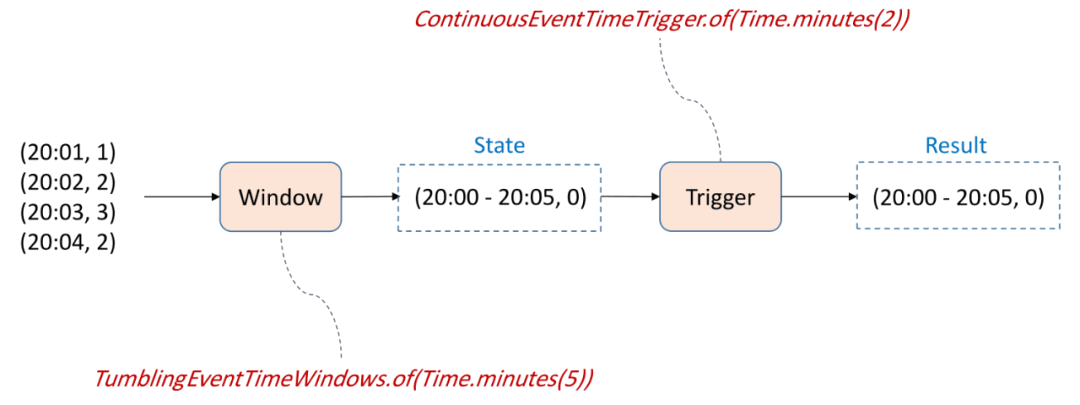 ContinuousEventTimeTrigger.of(Time.minutes(2))
(20:01, 1)
(20:02, 2)
(20:03, 3)
(20:04, 2)
Window
State
(20:00 - 20:05, 0)
Trigger
Result
(20:00 - 20:05, 0)
TumblingEventTimeWindows.of(Time.minutes(5))